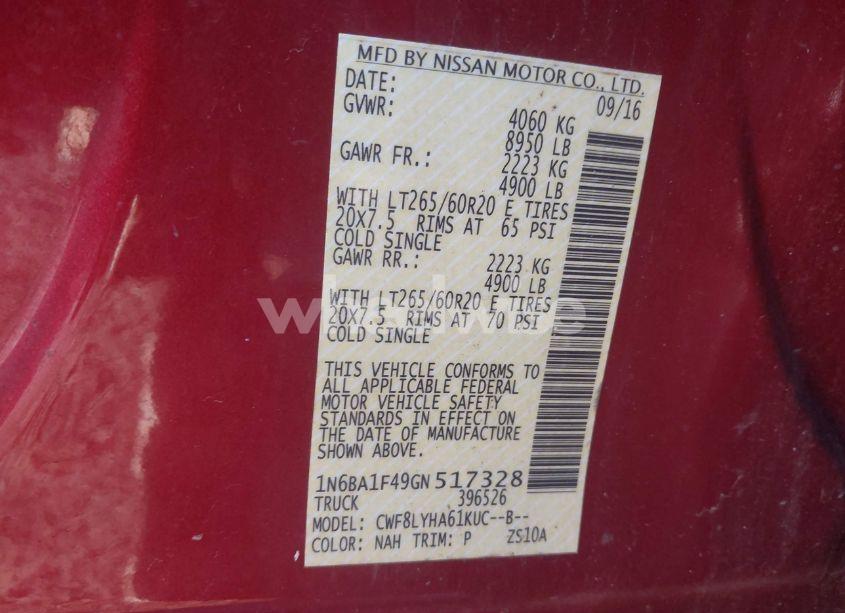 MFD BY NISSAN MOTOR CO., LTD.
DATE: 09/16
GVWR: 4060 KG
8950 LB
GAWR FR.: 2223 KG
4900 LB
WITH LT265/60R20 E TIRES
20X7.5 RIMS AT 65 PSI
COLD SINGLE
GAWR RR.: 2223 KG
4900 LB
WITH LT265/60R20 E TIRES
20X7.5 RIMS AT 70 PSI
COLD SINGLE
THIS VEHICLE CONFORMS TO
ALL APPLICABLE FEDERAL
MOTOR VEHICLE SAFETY
STANDARDS IN EFFECT ON
THE DATE OF MANUFACTURE
SHOWN ABOVE.
1N6BA1F49GN517328
TRUCK 396526
MODEL: CWF8LYHA61KUC--B--
COLOR: NAH TRIM: P ZS10A